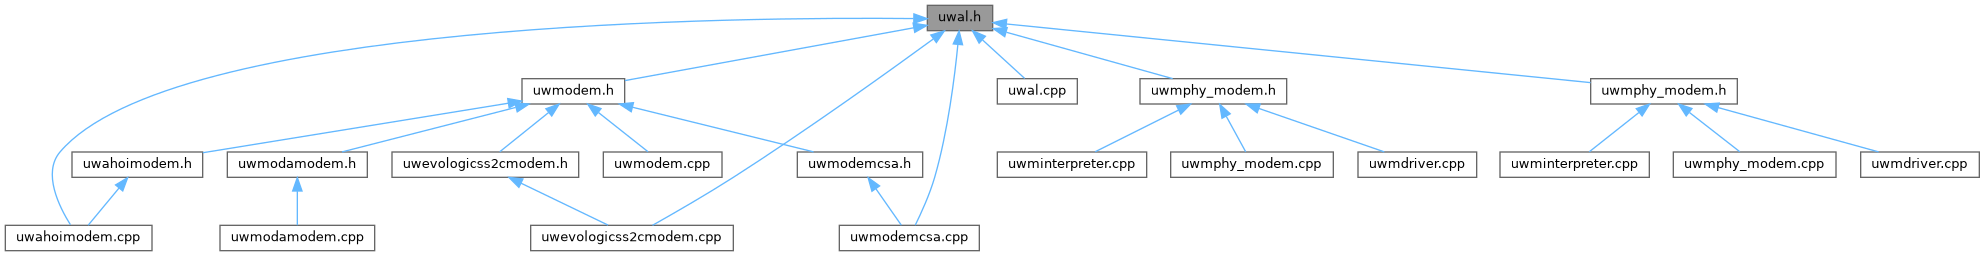 uwal.h
uwmodem.h
uwal.cpp
uwmphy_modem.h
uwmphy_modem.h
uwahoimodem.h
uwmodamodem.h
uwevologicss2cmodem.h
uwmodem.cpp
uwmodemcsa.h
uwminterpreter.cpp
uwmphy_modem.cpp
uwmdriver.cpp
uwminterpreter.cpp
uwmphy_modem.cpp
uwmdriver.cpp
uwahoimodem.cpp
uwmodamodem.cpp
uwevologicss2cmodem.cpp
uwmodemcsa.cpp